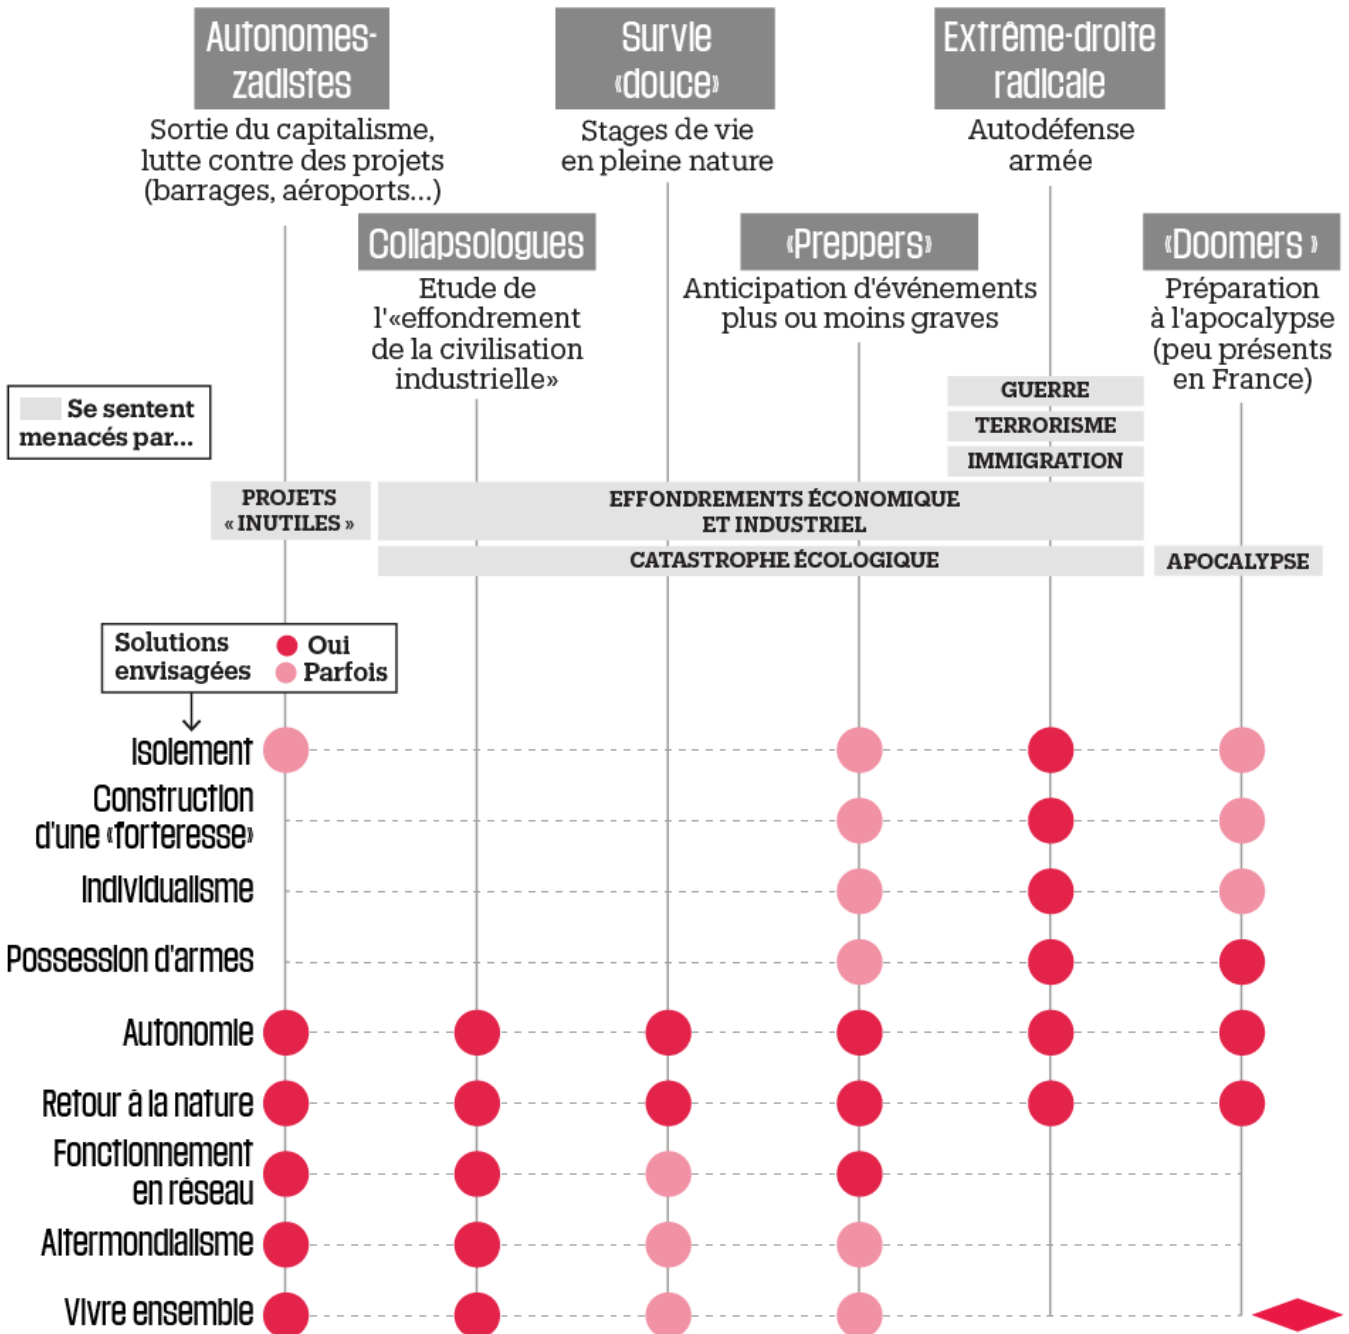 Autonomes-
zadistes
Sortie du capitalisme,
lutte contre des projets
(barrages, aéroports...)
Survie
«douce»
Stages de vie
en pleine nature
Extrême-droite
radicale
Autodéfense
armée
Collapsologues
Etude de
l'«effondrement
de la civilisation
industrielle»
«Preppers»
Anticipation d'événements
plus ou moins graves
«Doomers »
Préparation
à l'apocalypse
(peu présents
en France)
Se sentent
menacés par...
GUERRE
TERRORISME
IMMIGRATION
PROJETS
« INUTILES »
EFFONDREMENTS ÉCONOMIQUE
ET INDUSTRIEL
CATASTROPHE ÉCOLOGIQUE
APOCALYPSE
Solutions
envisagées
Oui
Parfois
Isolement
Construction
d'une «forteresse»
Individualisme
Possession d'armes
Autonomie
Retour à la nature
Fonctionnement
en réseau
Altermondialisme
Vivre ensemble